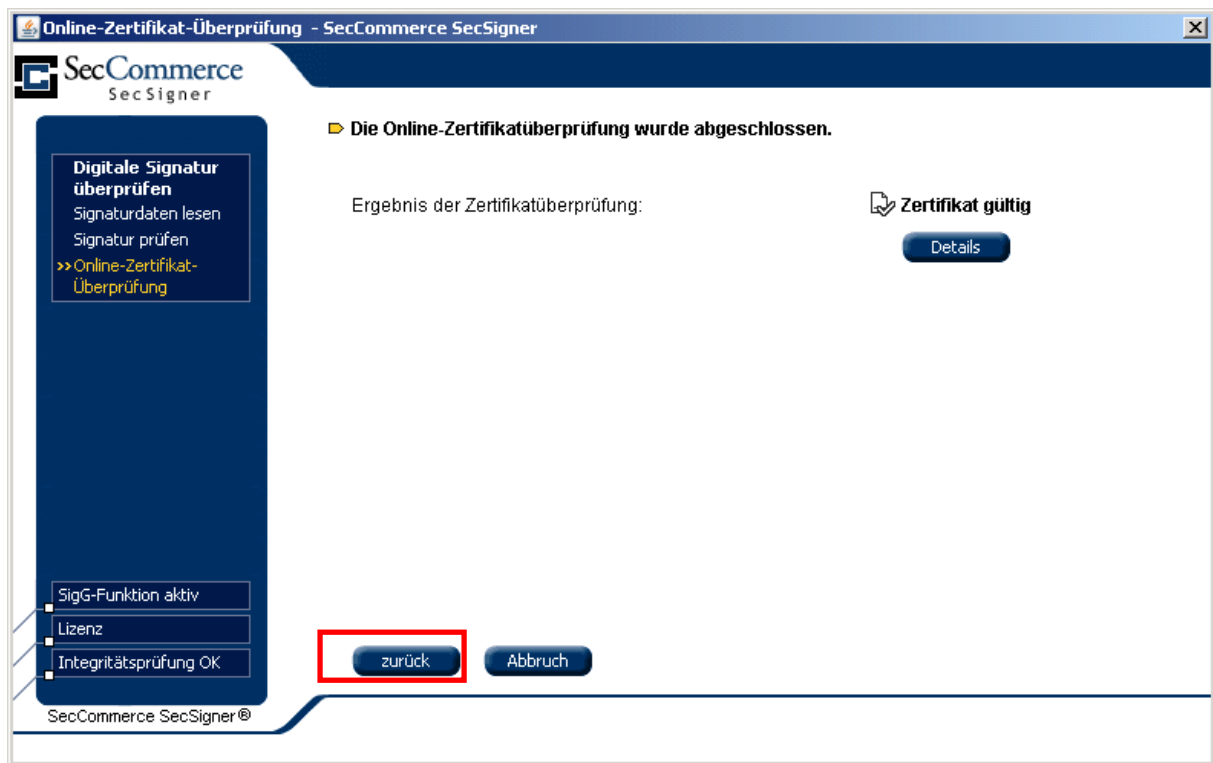 Online-Zertifikat-Überprüfung - SecCommerce SecSigner
SecCommerce
SecSigner
Die Online-Zertifikatüberprüfung wurde abgeschlossen.
Digitale Signatur
überprüfen
Signaturdaten lesen
Signatur prüfen
>>Online-Zertifikat-
Überprüfung
Ergebnis der Zertifikatüberprüfung:
Zertifikat gültig
Details
SigG-Funktion aktiv
Lizenz
Integritätsprüfung OK
zurück
Abbruch
SecCommerce SecSigner®